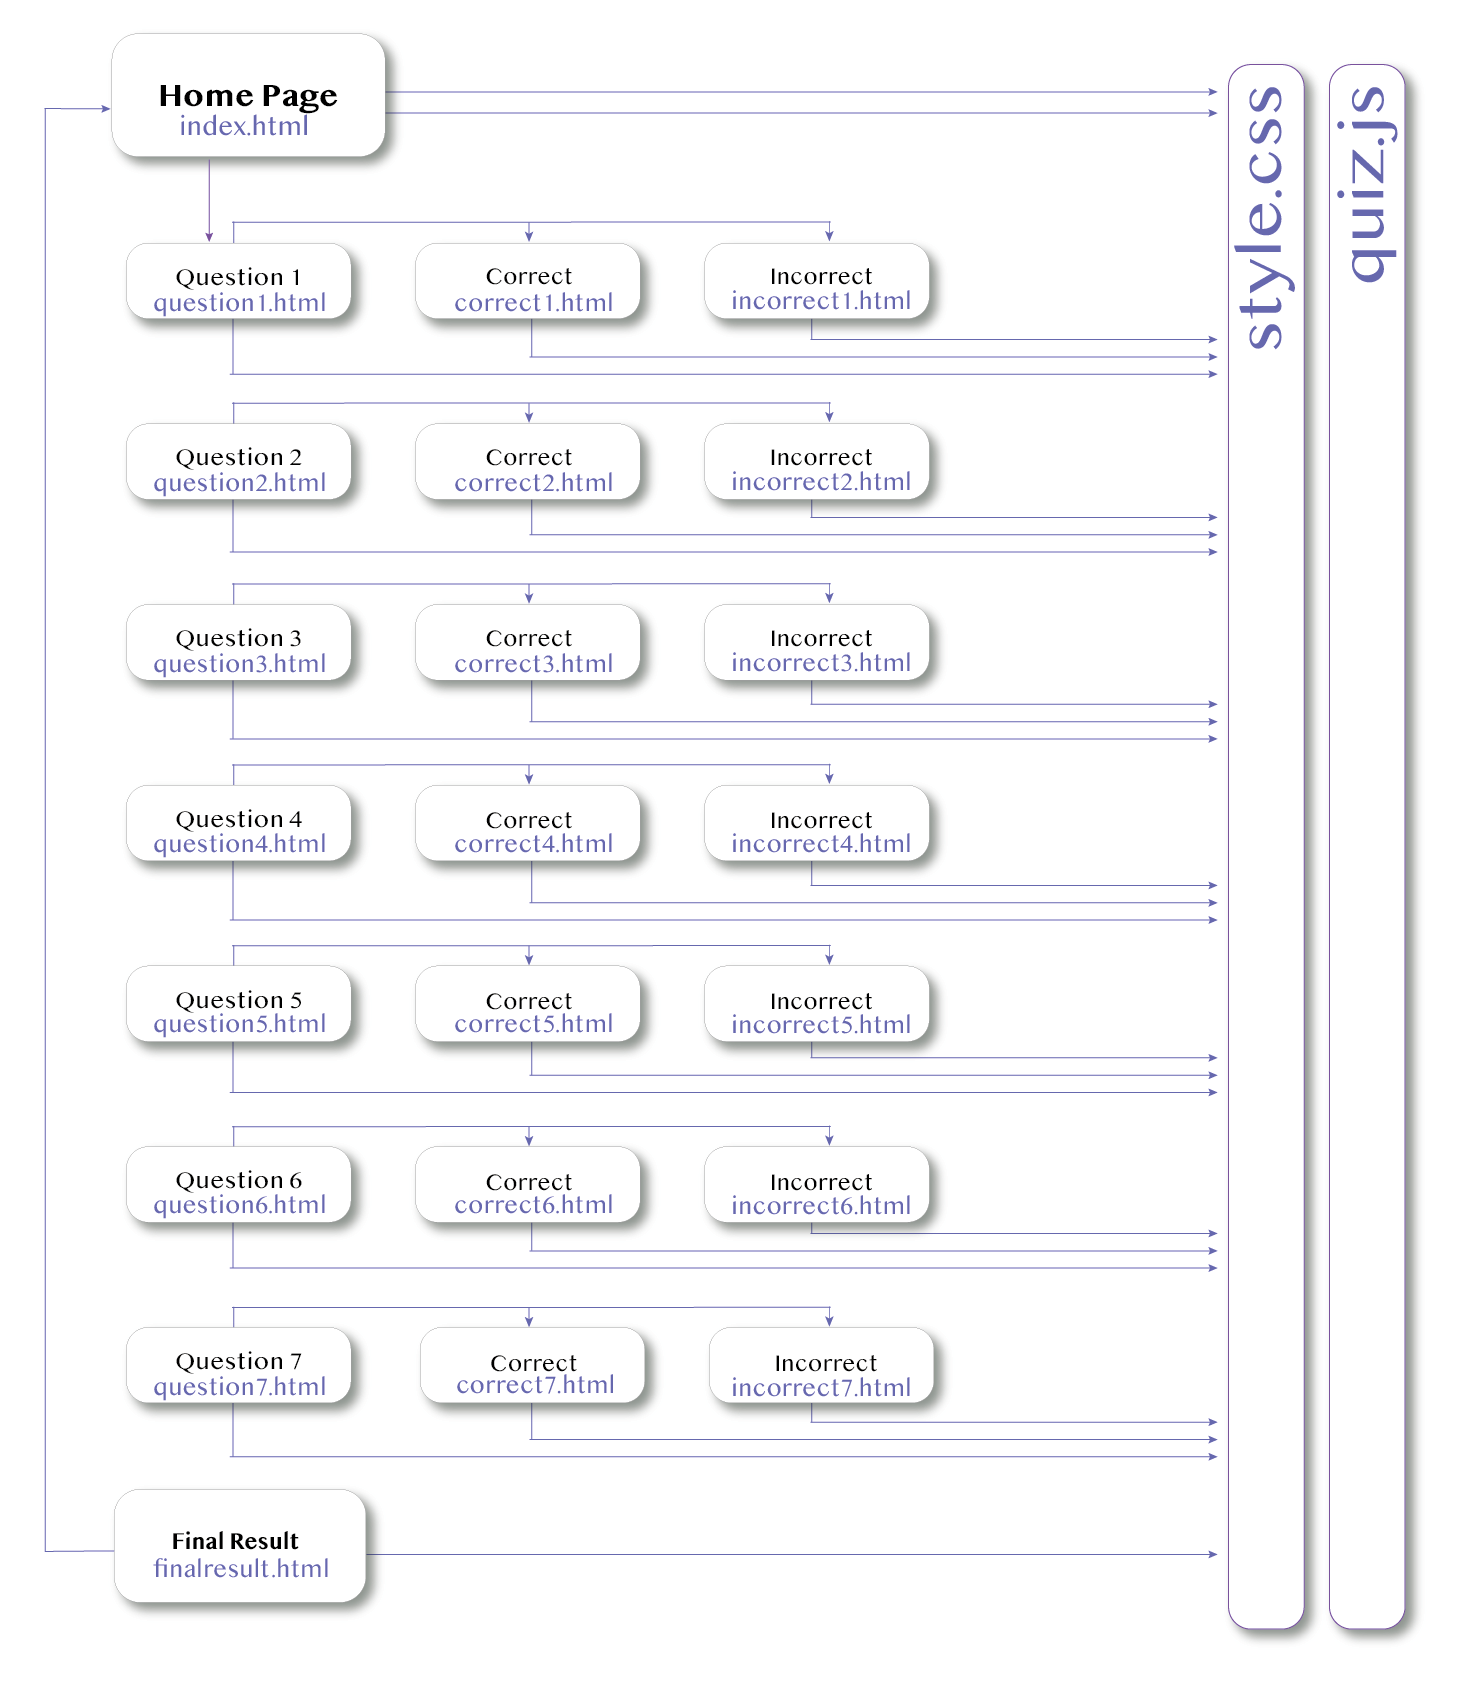 Home Page
index.html
style.css
quiz.js
Question 1
question1.html
Correct
correct1.html
Incorrect
incorrect1.html
Question 2
question2.html
Correct
correct2.html
Incorrect
incorrect2.html
Question 3
question3.html
Correct
correct3.html
Incorrect
incorrect3.html
Question 4
question4.html
Correct
correct4.html
Incorrect
incorrect4.html
Question 5
question5.html
Correct
correct5.html
Incorrect
incorrect5.html
Question 6
question6.html
Correct
correct6.html
Incorrect
incorrect6.html
Question 7
question7.html
Correct
correct7.html
Incorrect
incorrect7.html
Final Result
finalresult.html